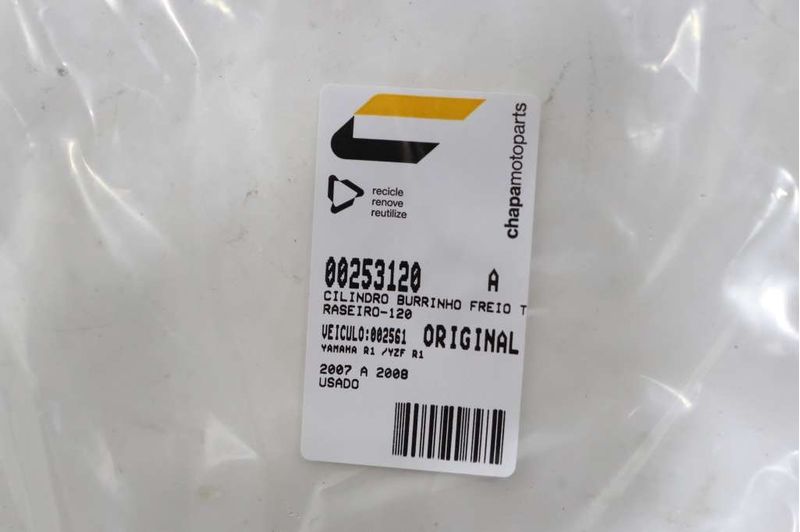 chapamotoparts
recicle
renove
reutilize
00253120 A
CILINDRO BURRINHO FREIO T
RASEIRO-120
VEICULO:002561 ORIGINAL
YAMAHA R1 /YZF R1
2007 A 2008
USADO